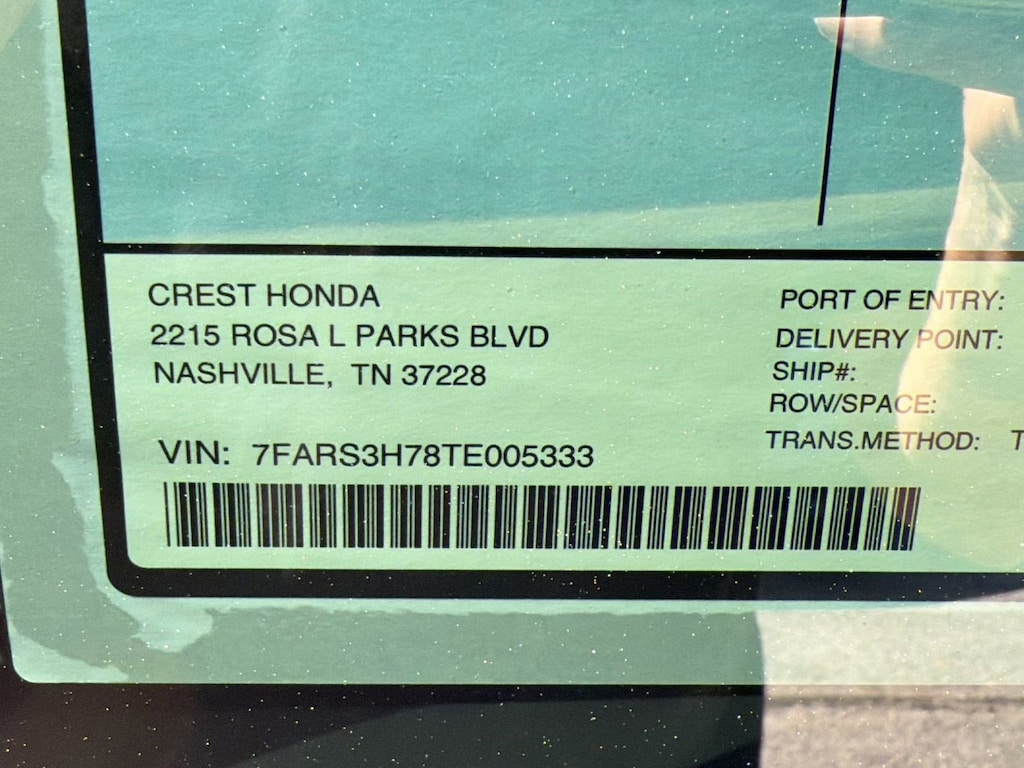 CREST HONDA
2215 ROSA L PARKS BLVD
NASHVILLE, TN 37228
VIN: 7FARS3H78TE005333
PORT OF ENTRY:
DELIVERY POINT:
SHIP#:
ROW/SPACE:
TRANS.METHOD: T